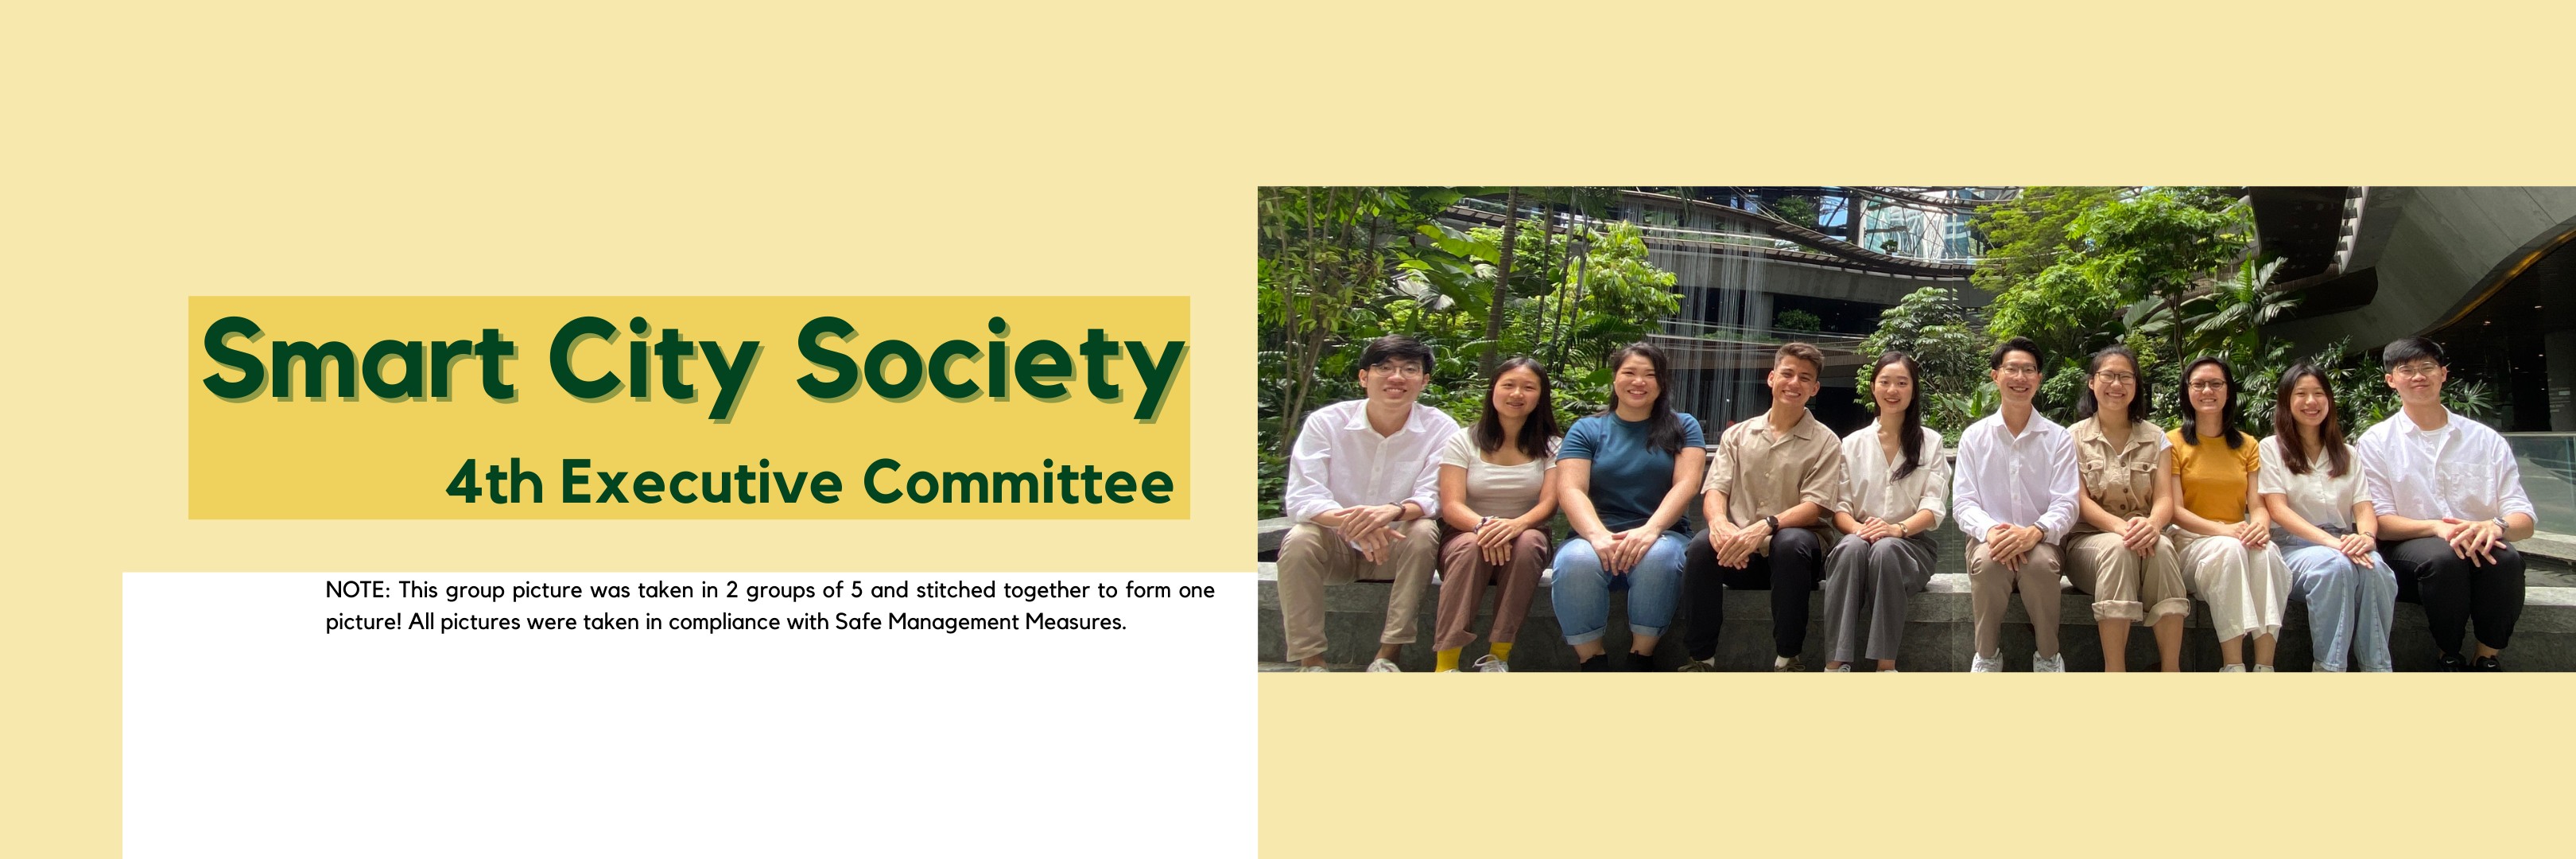 Smart City Society
4th Executive Committee
NOTE: This group picture was taken in 2 groups of 5 and stitched together to form one
picture! All pictures were taken in compliance with Safe Management Measures.